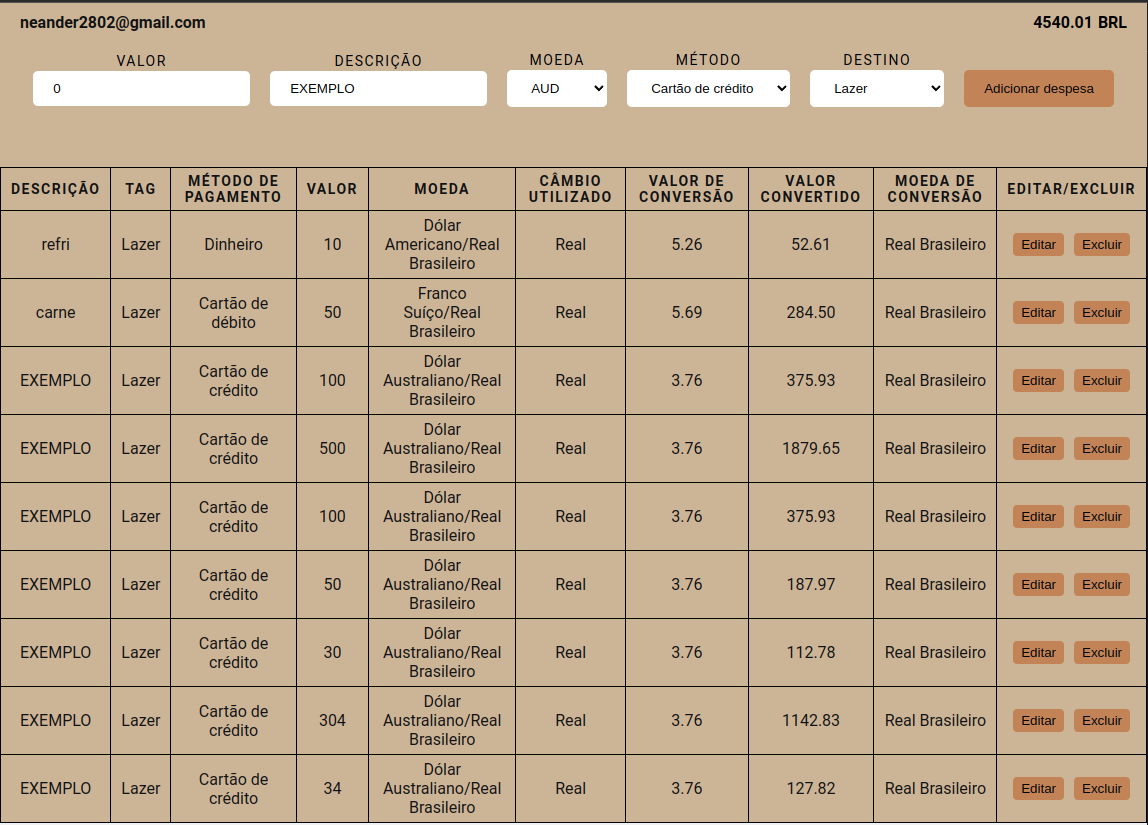 neander2802@gmail.com 4540.01 BRL
VALOR DESCRIÇÃO MOEDA MÉTODO DESTINO
0 EXEMPLO AUD Cartão de crédito Lazer Adicionar despesa
DESCRIÇÃO TAG MÉTODO DE PAGAMENTO VALOR MOEDA CÂMBIO UTILIZADO VALOR DE CONVERSÃO VALOR CONVERTIDO MOEDA DE CONVERSÃO EDITAR/EXCLUIR
refri Lazer Dinheiro 10 Dólar Americano/Real Brasileiro Real 5.26 52.61 Real Brasileiro Editar Excluir
carne Lazer Cartão de débito 50 Franco Suíço/Real Brasileiro Real 5.69 284.50 Real Brasileiro Editar Excluir
EXEMPLO Lazer Cartão de crédito 100 Dólar Australiano/Real Brasileiro Real 3.76 375.93 Real Brasileiro Editar Excluir
EXEMPLO Lazer Cartão de crédito 500 Dólar Australiano/Real Brasileiro Real 3.76 1879.65 Real Brasileiro Editar Excluir
EXEMPLO Lazer Cartão de crédito 100 Dólar Australiano/Real Brasileiro Real 3.76 375.93 Real Brasileiro Editar Excluir
EXEMPLO Lazer Cartão de crédito 50 Dólar Australiano/Real Brasileiro Real 3.76 187.97 Real Brasileiro Editar Excluir
EXEMPLO Lazer Cartão de crédito 30 Dólar Australiano/Real Brasileiro Real 3.76 112.78 Real Brasileiro Editar Excluir
EXEMPLO Lazer Cartão de crédito 304 Dólar Australiano/Real Brasileiro Real 3.76 1142.83 Real Brasileiro Editar Excluir
EXEMPLO Lazer Cartão de crédito 34 Dólar Australiano/Real Brasileiro Real 3.76 127.82 Real Brasileiro Editar Excluir